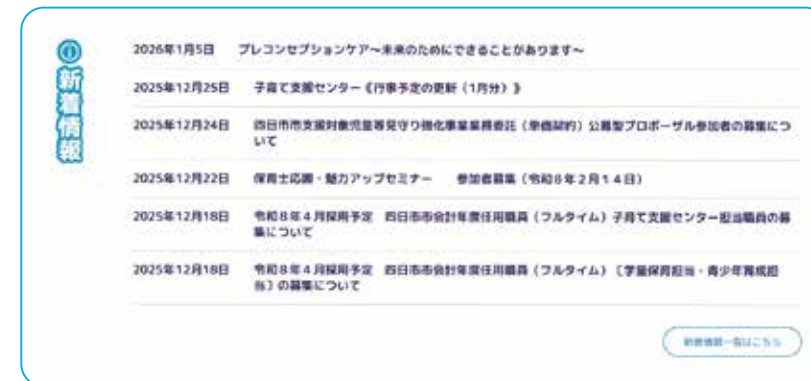 新着情報
2026年1月5日 プレコンセプションケア~未来のためにできることがあります~
2025年12月25日 子育て支援センター《行事予定の更新（1月分）》
2025年12月24日 四日市市支援対象児童等見守り強化事業業務委託（単価契約）公募型プロポーザル参加者の募集につ
いて
2025年12月22日 保育士応援・魅力アップセミナー　参加者募集（令和８年２月１４日）
2025年12月18日 令和８年４月採用予定　四日市市会計年度任用職員（フルタイム）子育て支援センター担当職員の募
集について
2025年12月18日 令和８年４月採用予定　四日市市会計年度任用職員（フルタイム）〔学童保育担当・青少年育成担
当〕の募集について
新着情報一覧はこちら